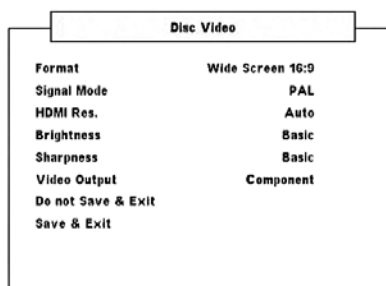 Disc Video
Format Wide Screen 16:9
Signal Mode PAL
HDMI Res. Auto
Brightness Basic
Sharpness Basic
Video Output Component
Do not Save & Exit
Save & Exit